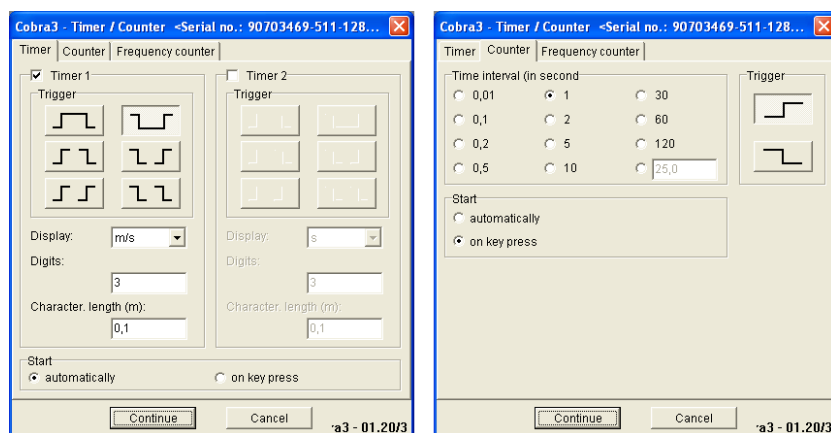 Cobra3 - Timer / Counter <Serial no.: 90703469-511-128...
Timer Counter Frequency counter
Timer 1 Timer 2
Trigger Trigger
Display: Display:
m/s s
Digits: Digits:
3 3
Character. length (m): Character. length (m):
0,1 0,1
Start
automatically on key press
Continue Cancel
ra3 - 01.20/3
Cobra3 - Timer / Counter <Serial no.: 90703469-511-128...
Timer Counter Frequency counter
Time interval (in second Trigger
0,01 1 30
0,1 2 60
0,2 5 120
0,5 10 25,0
Start
automatically
on key press
Continue Cancel
ra3 - 01.20/3